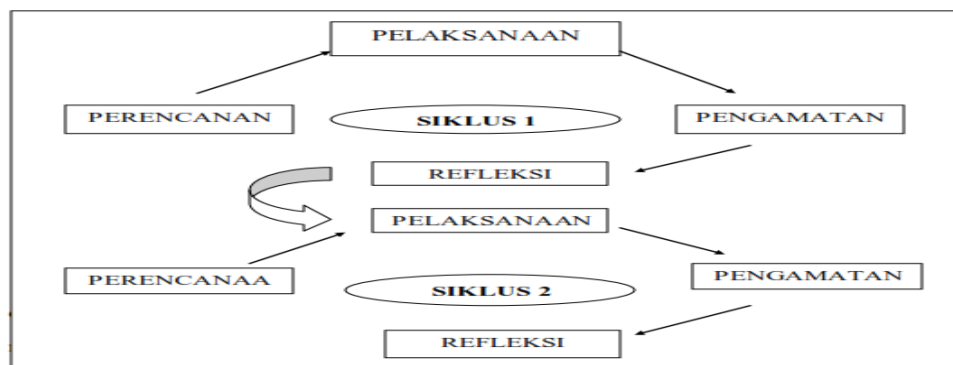 PELAKSANAAN
PERENCANAN
SIKLUS 1
PENGAMATAN
REFLEKSI
PELAKSANAAN
PERENCANAA
SIKLUS 2
PENGAMATAN
REFLEKSI